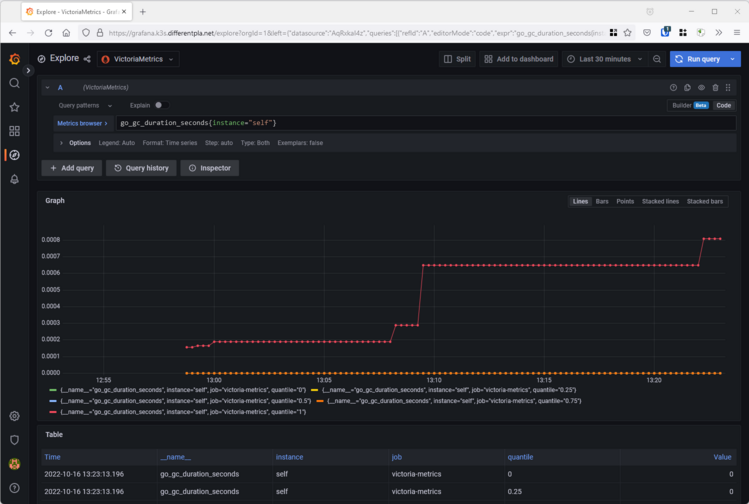 Explore - VictoriaMetrics - Graf
https://grafana.k3s.differentpla.net/explore?orgId=1&left={"datasource":"AqRskal4z","queries":[{"refId":"A","editorMode":"code","expr":"go_gc_duration_seconds{ins
Explore
VictoriaMetrics
Split
Add to dashboard
Last 30 minutes
Run query
A
(VictoriaMetrics)
Query patterns
Explain
Builder Beta
Code
Metrics browser >
go_gc_duration_seconds{instance="self"}
> Options Legend: Auto Format: Time series Step: auto Type: Both Exemplars: false
+ Add query
Query history
Inspector
Graph
Lines Bars Points Stacked lines Stacked bars
0.0008
0.0007
0.0006
0.0005
0.0004
0.0003
0.0002
0.0001
0.0000
12:55 13:00 13:05 13:10 13:15 13:20
{__name__="go_gc_duration_seconds", instance="self", job="victoria-metrics", quantile="0"}
{__name__="go_gc_duration_seconds", instance="self", job="victoria-metrics", quantile="0.25"}
{__name__="go_gc_duration_seconds", instance="self", job="victoria-metrics", quantile="0.5"}
{__name__="go_gc_duration_seconds", instance="self", job="victoria-metrics", quantile="0.75"}
{__name__="go_gc_duration_seconds", instance="self", job="victoria-metrics", quantile="1"}
Table
Time __name__ instance job quantile Value
2022-10-16 13:23:13.196 go_gc_duration_seconds self victoria-metrics 0 0
2022-10-16 13:23:13.196 go_gc_duration_seconds self victoria-metrics 0.25 0